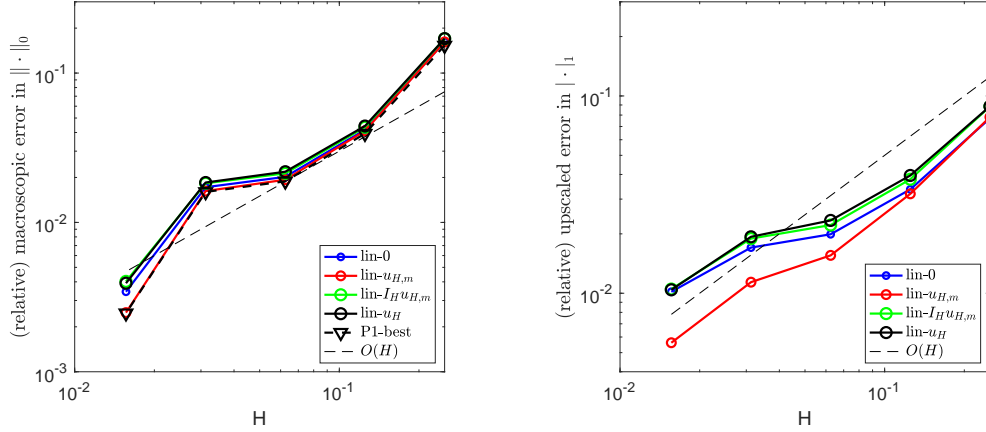 (relative) macroscopic error in ‖ · ‖₀
10⁻¹
10⁻²
10⁻³
10⁻²
10⁻¹
H
lin-0
lin-u_{H,m}
lin-I_H u_{H,m}
lin-u_H
P1-best
O(H)
(relative) upscaled error in | · |₁
10⁻¹
10⁻²
10⁻²
10⁻¹
H
lin-0
lin-u_{H,m}
lin-I_H u_{H,m}
lin-u_H
O(H)